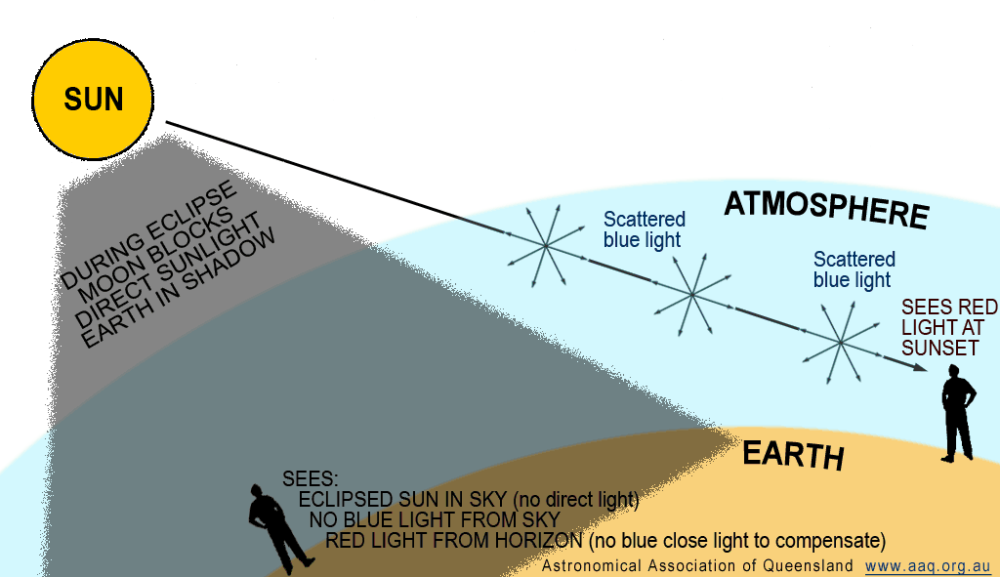 SUN
DURING ECLIPSE
MOON BLOCKS
DIRECT SUNLIGHT
EARTH IN SHADOW
ATMOSPHERE
Scattered
blue light
Scattered
blue light
SEES RED
LIGHT AT
SUNSET
EARTH
SEES:
ECLIPSED SUN IN SKY (no direct light)
NO BLUE LIGHT FROM SKY
RED LIGHT FROM HORIZON (no blue close light to compensate)
Astronomical Association of Queensland www.aaq.org.au